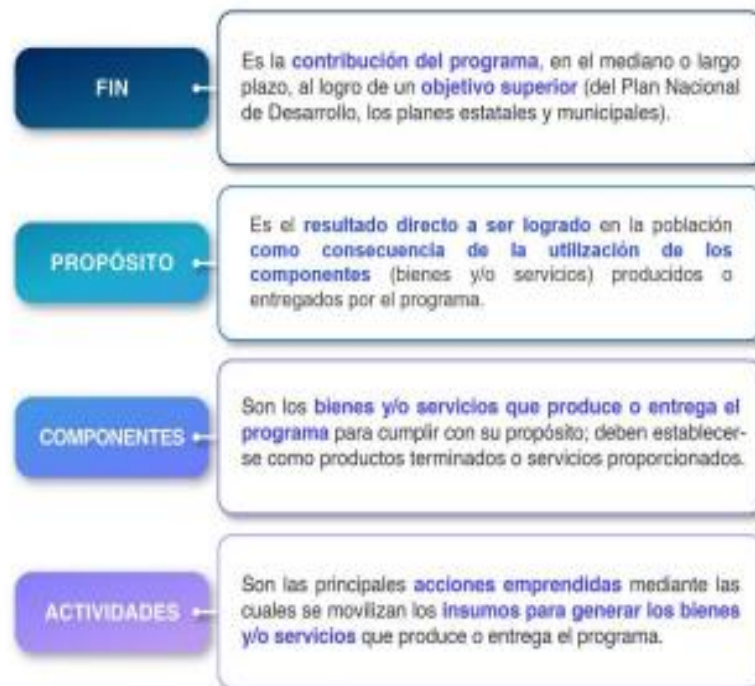 FIN
Es la contribución del programa, en el mediano o largo
plazo, al logro de un objetivo superior (del Plan Nacional
de Desarrollo, los planes estatales y municipales).
PROPÓSITO
Es el resultado directo a ser logrado en la población
como consecuencia de la utilización de los
componentes (bienes y/o servicios) producidos o
entregados por el programa.
COMPONENTES
Son los bienes y/o servicios que produce o entrega el
programa para cumplir con su propósito; deben establecer-
se como productos terminados o servicios proporcionados.
ACTIVIDADES
Son las principales acciones emprendidas mediante las
cuales se movilizan los insumos para generar los bienes
y/o servicios que produce o entrega el programa.